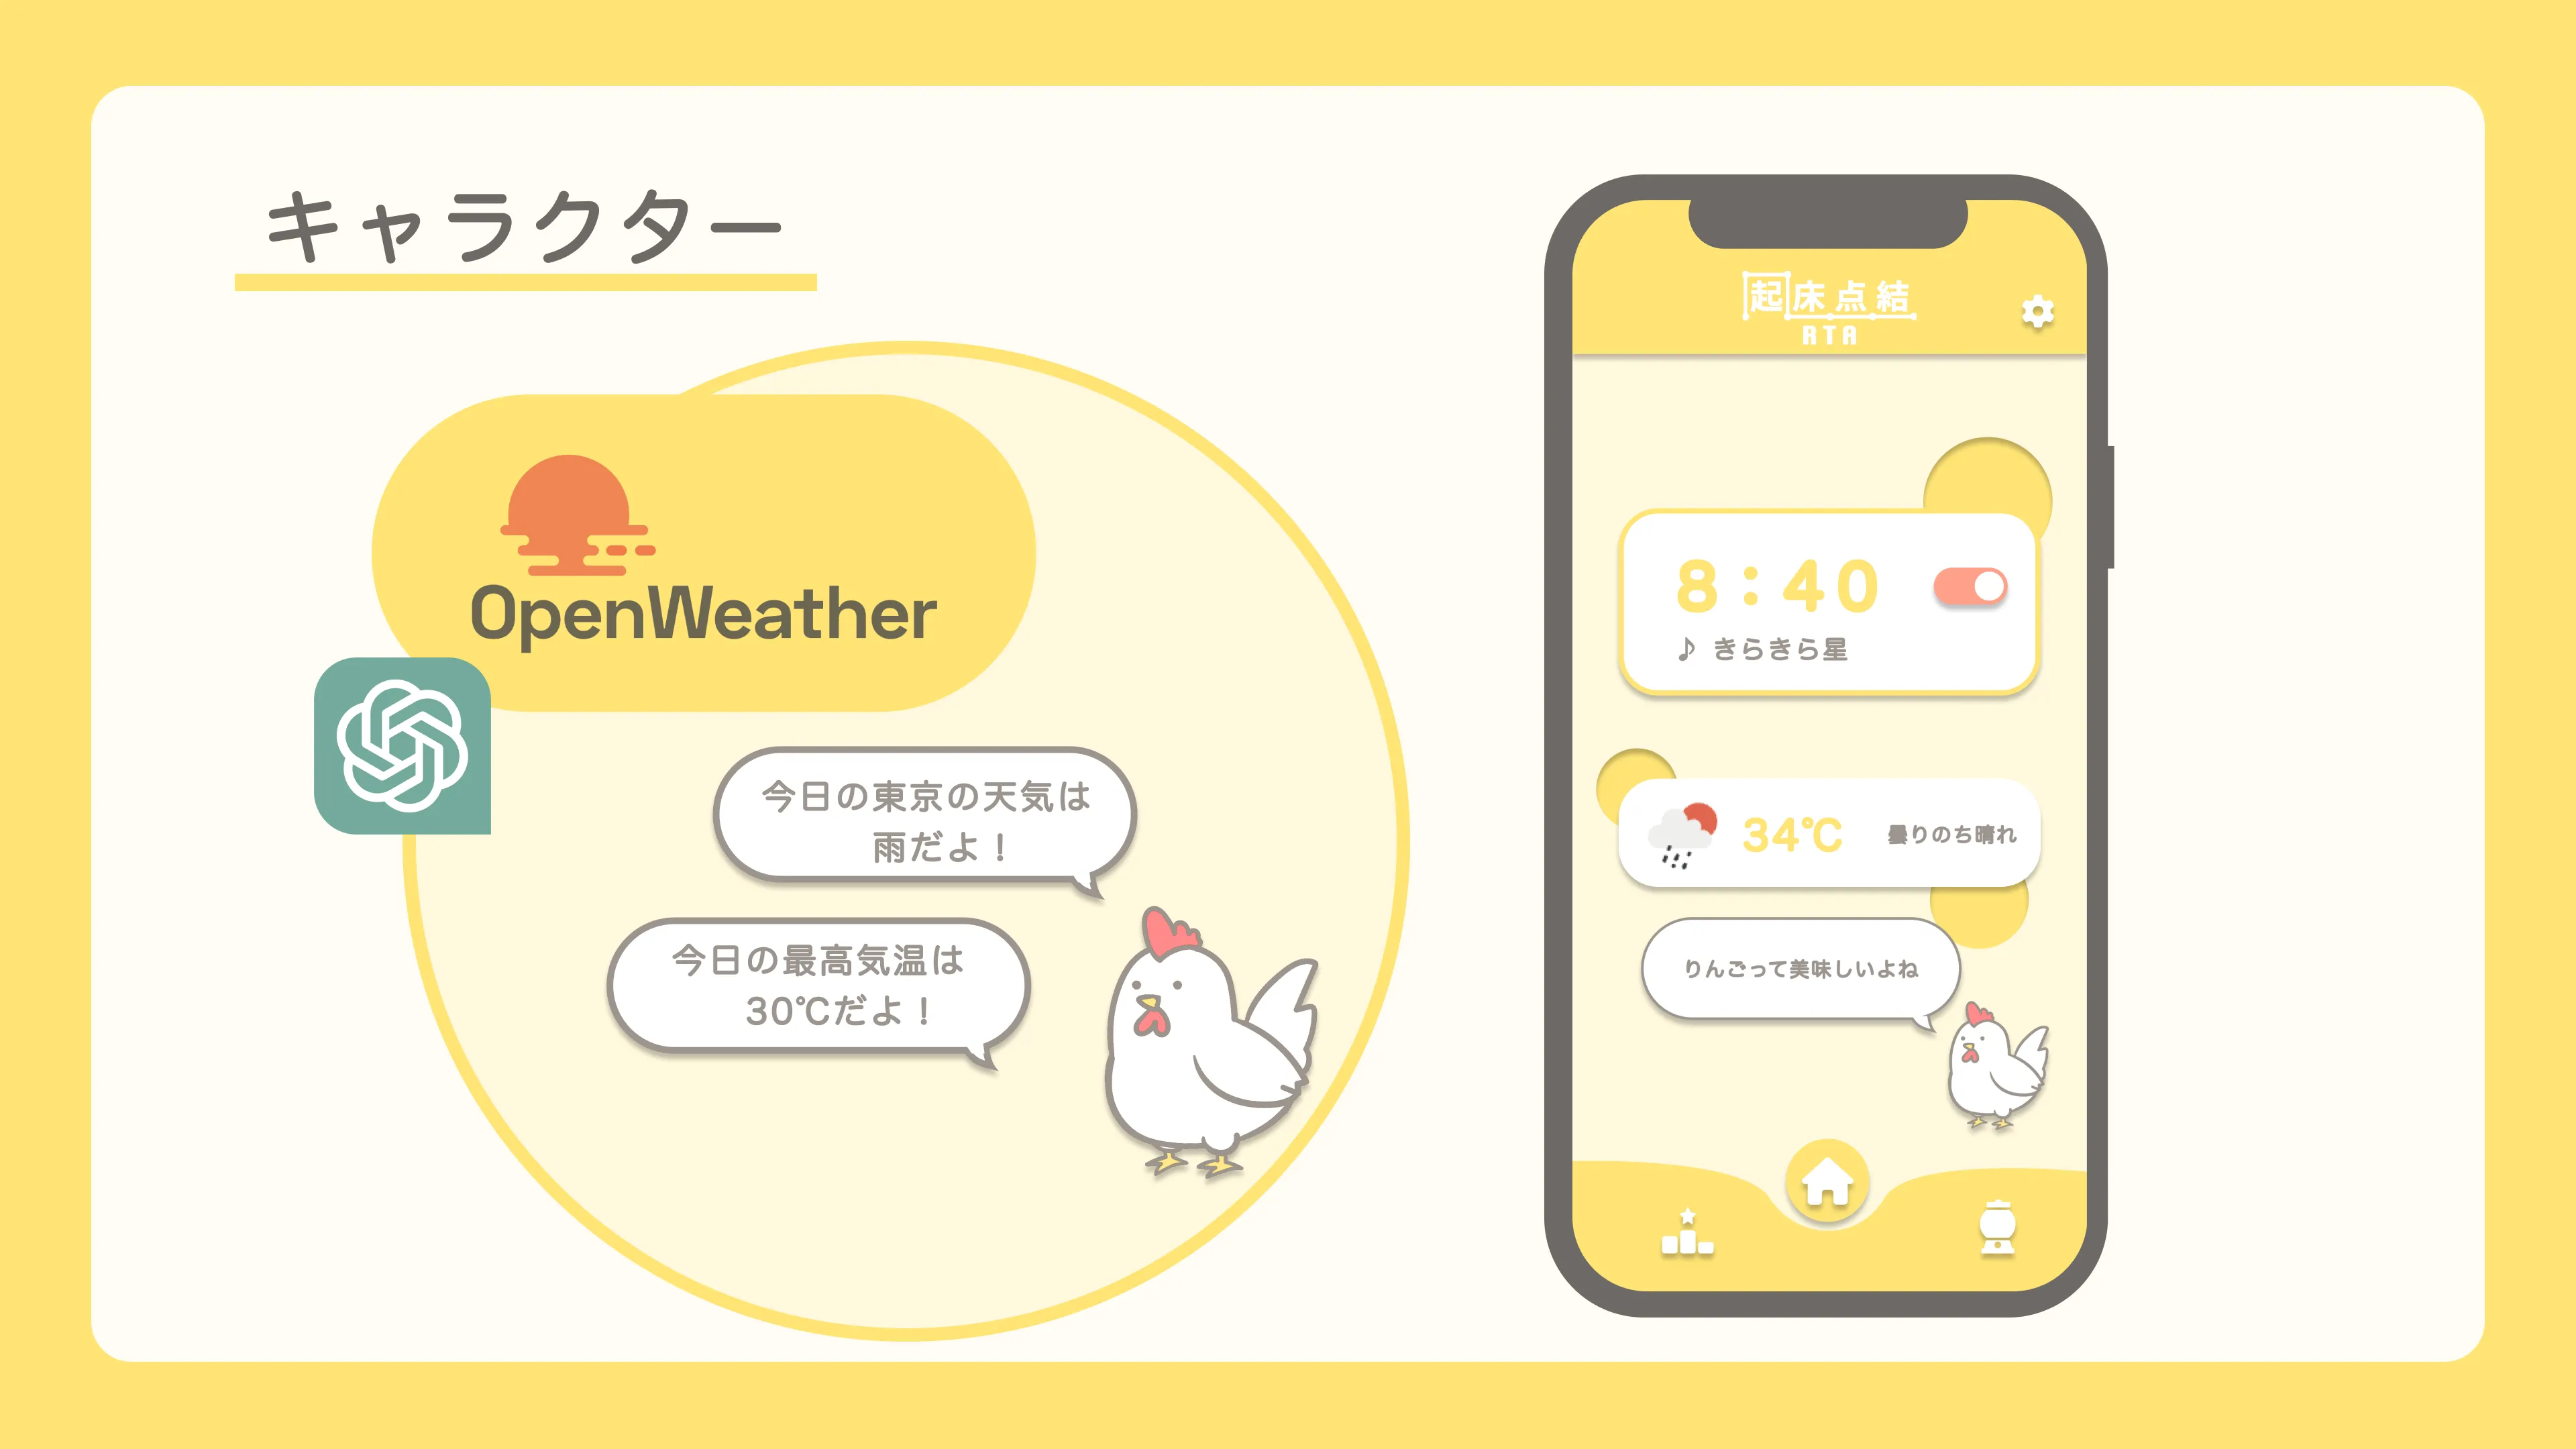 キャラクター
OpenWeather
今日の東京の天気は
雨だよ！
今日の最高気温は
30℃だよ！
起床点結
RTA
8:40
♪ きらきら星
34℃ 曇りのち晴れ
りんごって美味しいよね